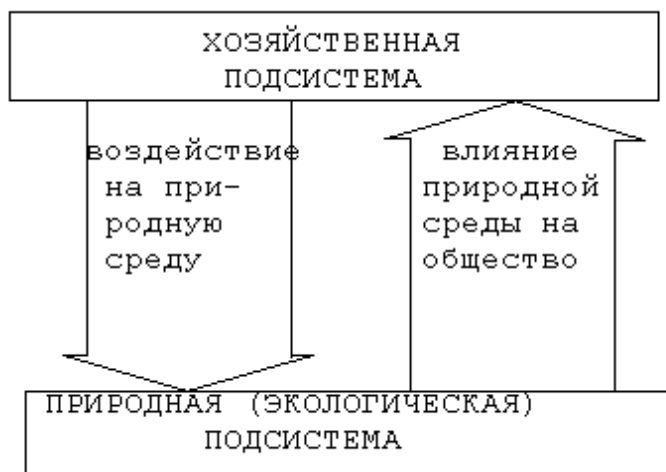 ХОЗЯЙСТВЕННАЯ
ПОДСИСТЕМА
воздействие
на при-
родную
среду
влияние
природной
среды на
общество
ПРИРОДНАЯ (ЭКОЛОГИЧЕСКАЯ)
ПОДСИСТЕМА